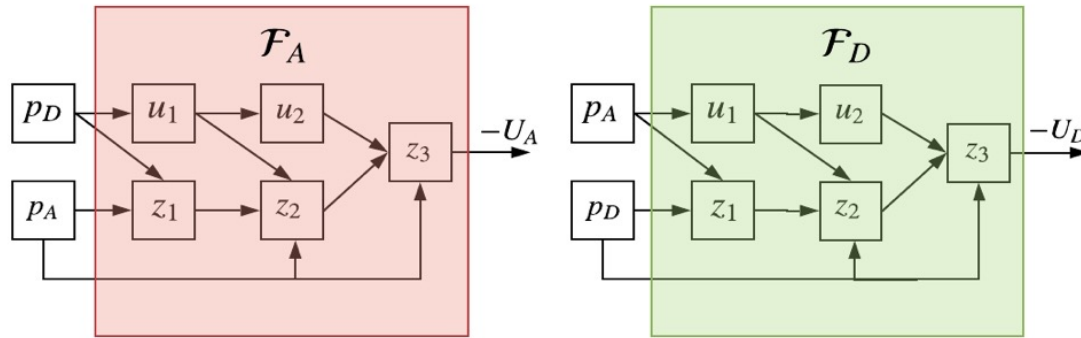 𝓕_A 𝓕_D
p_D u_1 u_2 p_A u_1 u_2
z_3 −U_A z_3 −U_D
p_A z_1 z_2 p_D z_1 z_2